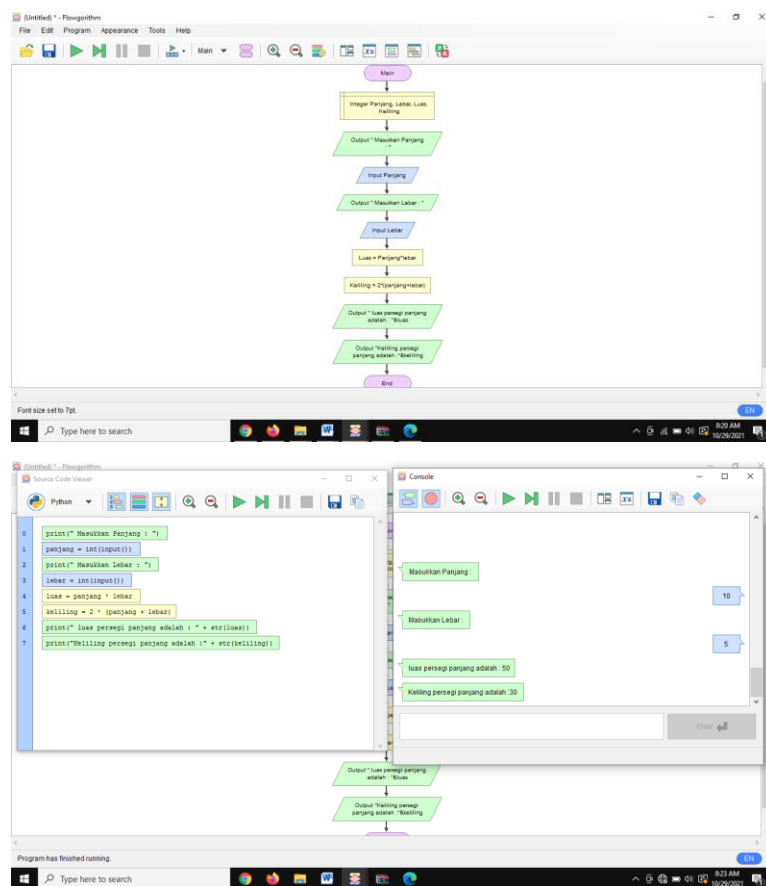 (Untitled) * - Flowgorithm
File Edit Program Appearance Tools Help
Main
Main
Integer Panjang, Lebar, Luas,
Keliling
Output " Masukkan Panjang
: "
Input Panjang
Output " Masukkan Lebar : "
Input Lebar
Luas = Panjang*lebar
Keliling = 2*(panjang+lebar)
Output " luas persegi panjang
adalah : "&luas
Output "Keliling persegi
panjang adalah :"&keliling
End
Font size set to 7pt.
EN
Type here to search
8:20 AM
10/29/2021
(Untitled) * - Flowgorithm
Source Code Viewer
Python
0 print(" Masukkan Panjang : ")
1 panjang = int(input())
2 print(" Masukkan Lebar : ")
3 lebar = int(input())
4 luas = panjang * lebar
5 keliling = 2 * (panjang + lebar)
6 print(" luas persegi panjang adalah : " + str(luas))
7 print("Keliling persegi panjang adalah :" + str(keliling))
Console
Masukkan Panjang :
10
Masukkan Lebar :
5
luas persegi panjang adalah : 50
Keliling persegi panjang adalah :30
Enter
Output " luas persegi panjang
adalah : "&luas
Output "Keliling persegi
panjang adalah :"&keliling
Program has finished running.
EN
Type here to search
8:23 AM
10/29/2021